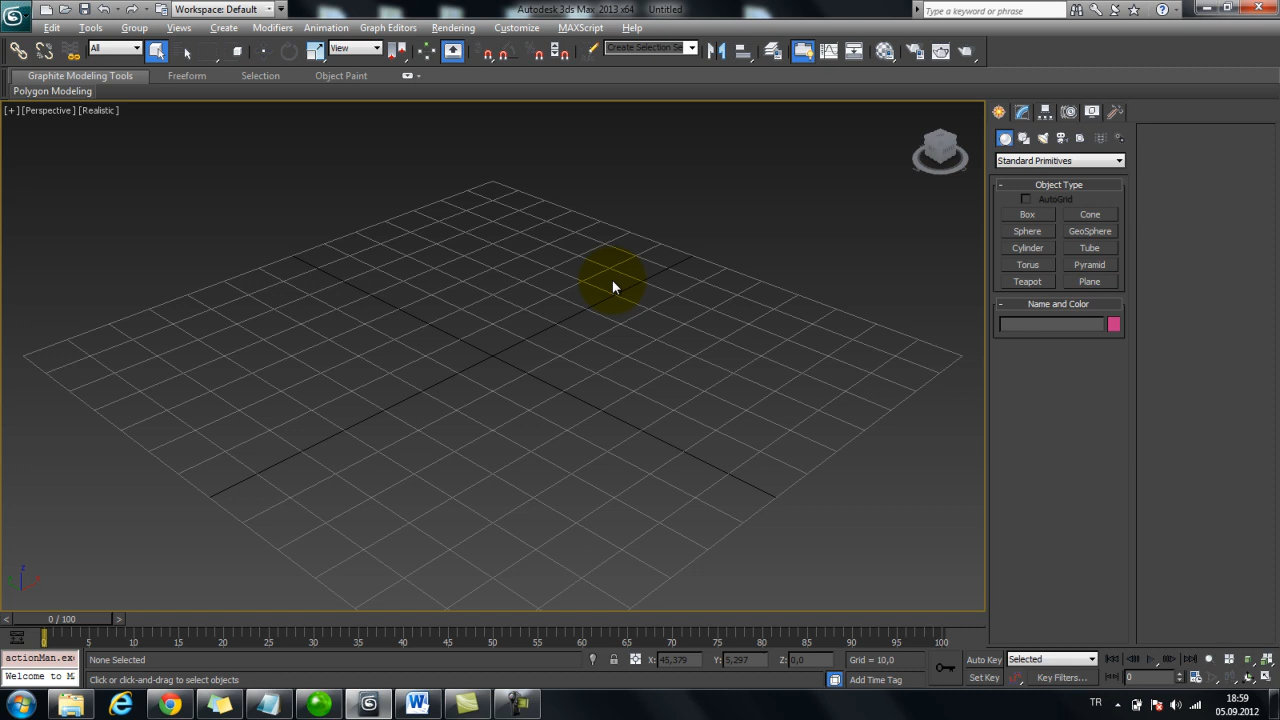 Workspace: Default
Autodesk 3ds Max 2013 x64 Untitled
Type a keyword or phrase
Edit Tools Group Views Create Modifiers Animation Graph Editors Rendering Customize MAXScript Help
All View Create Selection Se
Graphite Modeling Tools Freeform Selection Object Paint
Polygon Modeling
[+] [Perspective] [Realistic]
Standard Primitives
- Object Type
AutoGrid
Box Cone
Sphere GeoSphere
Cylinder Tube
Torus Pyramid
Teapot Plane
- Name and Color
z
< 0 / 100 >
0 5 10 15 20 25 30 35 40 45 50 55 60 65 70 75 80 85 90 95 100
actionMan.exe None Selected X: 45,379 Y: 5,297 Z: 0,0 Grid = 10,0 Auto Key Selected
Welcome to M Click or click-and-drag to select objects Add Time Tag Set Key Key Filters... 0
TR 18:59
05.09.2012